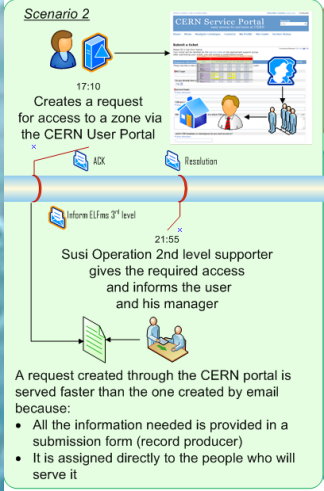 Scenario 2
CERN Service Portal
Submit a ticket
17:10
Creates a request
for access to a zone via
the CERN User Portal
ACK
Resolution
Inform ELFms 3rd level
21:55
Susi Operation 2nd level supporter
gives the required access
and informs the user
and his manager
A request created through the CERN portal is
served faster than the one created by email
because:
• All the information needed is provided in a
submission form (record producer)
• It is assigned directly to the people who will
serve it